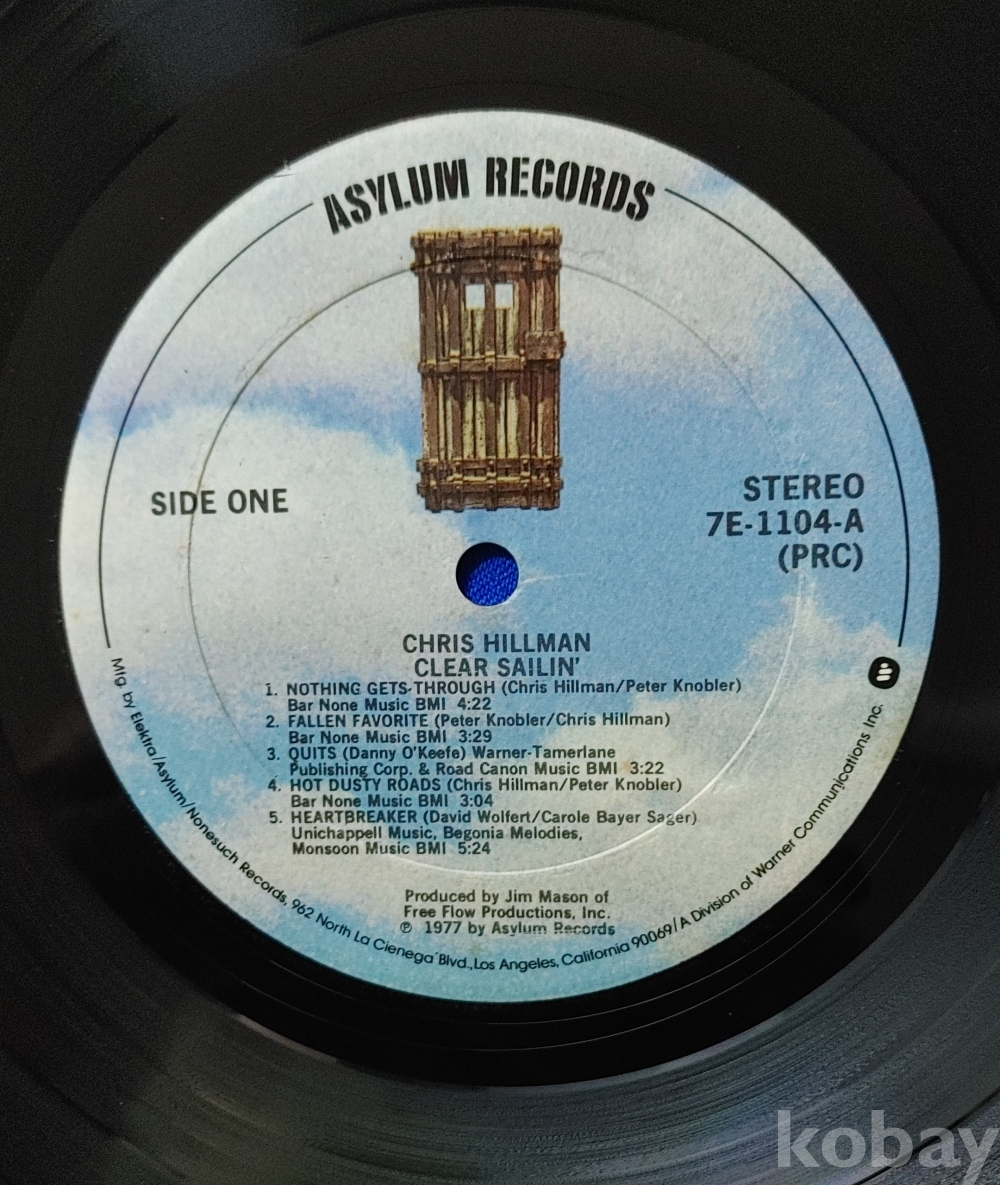 ASYLUM RECORDS
SIDE ONE
STEREO
7E-1104-A
(PRC)
CHRIS HILLMAN
CLEAR SAILIN'
1. NOTHING GETS THROUGH (Chris Hillman/Peter Knobler)
Bar None Music BMI 4:22
2. FALLEN FAVORITE (Peter Knobler/Chris Hillman)
Bar None Music BMI 3:29
3. QUITS (Danny O'Keefe) Warner-Tamerlane
Publishing Corp. & Road Canon Music BMI 3:22
4. HOT DUSTY ROADS (Chris Hillman/Peter Knobler)
Bar None Music BMI 3:04
5. HEARTBREAKER (David Wolfert/Carole Bayer Sager)
Unichappell Music, Begonia Melodies,
Monsoon Music BMI 5:24
Produced by Jim Mason of
Free Flow Productions, Inc.
℗ 1977 by Asylum Records
Mfg by Elektra/Asylum/Nonesuch Records, 962 North La Cienega Blvd., Los Angeles, California 90069/A Division of Warner Communications Inc.
kobay